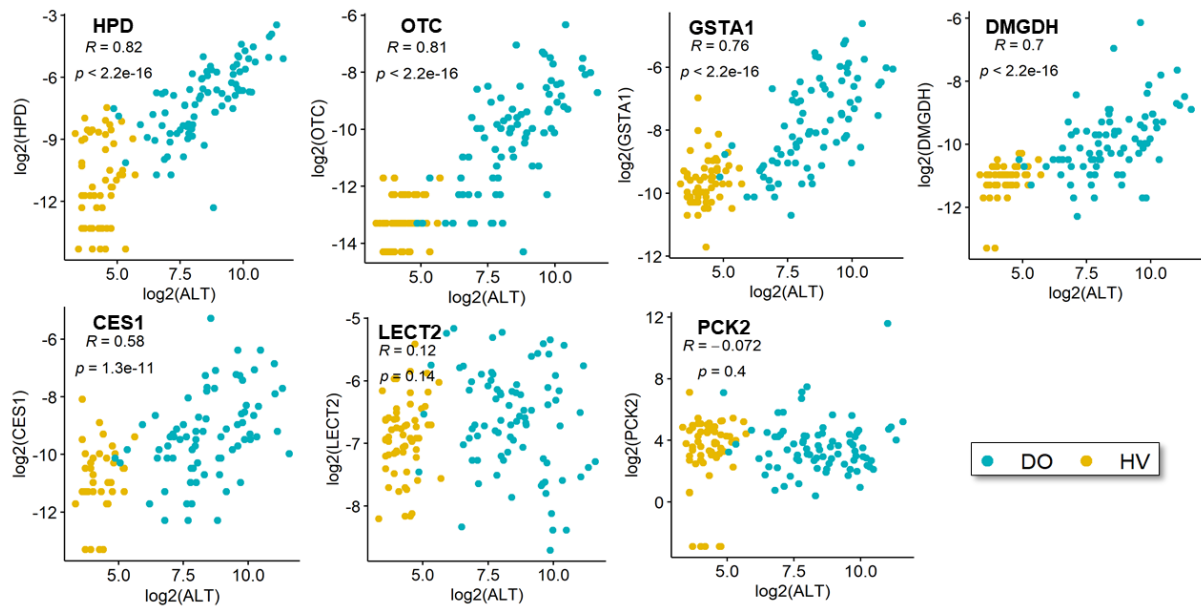 HPD
R = 0.82
p < 2.2e-16
-3
-6
-9
-12
log2(HPD)
5.0 7.5 10.0
log2(ALT)
OTC
R = 0.81
p < 2.2e-16
-6
-8
-10
-12
-14
log2(OTC)
5.0 7.5 10.0
log2(ALT)
GSTA1
R = 0.76
p < 2.2e-16
-6
-8
-10
-12
log2(GSTA1)
5.0 7.5 10.0
log2(ALT)
DMGDH
R = 0.7
p < 2.2e-16
-6
-8
-10
-12
log2(DMGDH)
5.0 7.5 10.0
log2(ALT)
CES1
R = 0.58
p = 1.3e-11
-6
-8
-10
-12
log2(CES1)
5.0 7.5 10.0
log2(ALT)
LECT2
R = 0.12
p = 0.14
-5
-6
-7
-8
log2(LECT2)
5.0 7.5 10.0
log2(ALT)
PCK2
R = −0.072
p = 0.4
12
8
4
0
log2(PCK2)
5.0 7.5 10.0
log2(ALT)
DO HV